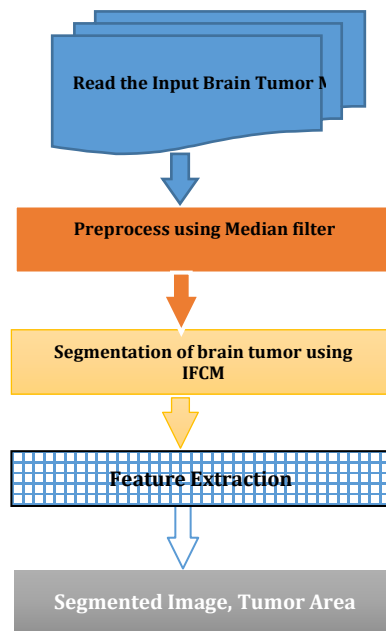 Read the Input Brain Tumor
Preprocess using Median filter
Segmentation of brain tumor using
IFCM
Feature Extraction
Segmented Image, Tumor Area